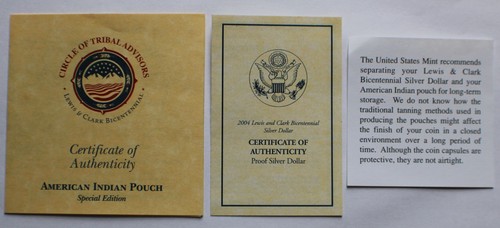 CIRCLE OF TRIBAL ADVISORS
LEWIS & CLARK BICENTENNIAL
Certificate of
Authenticity
AMERICAN INDIAN POUCH
Special Edition
2004 Lewis and Clark Bicentennial
Silver Dollar
CERTIFICATE OF
AUTHENTICITY
Proof Silver Dollar
The United States Mint recommends
separating your Lewis & Clark
Bicentennial Silver Dollar and your
American Indian pouch for long-term
storage. We do not know how the
traditional tanning methods used in
producing the pouches might affect
the finish of your coin in a closed
environment over a long period of
time. Although the coin capsules are
protective, they are not airtight.